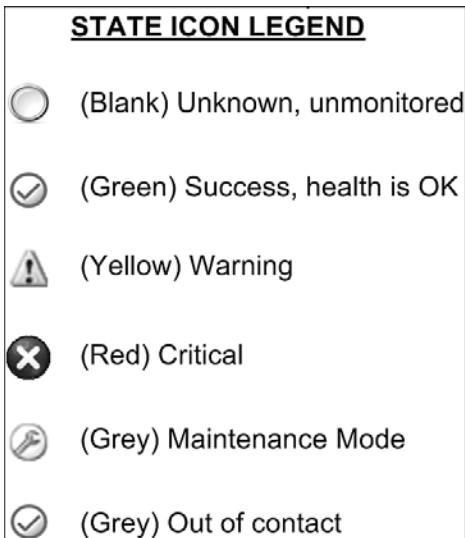 STATE ICON LEGEND
(Blank) Unknown, unmonitored
(Green) Success, health is OK
(Yellow) Warning
(Red) Critical
(Grey) Maintenance Mode
(Grey) Out of contact